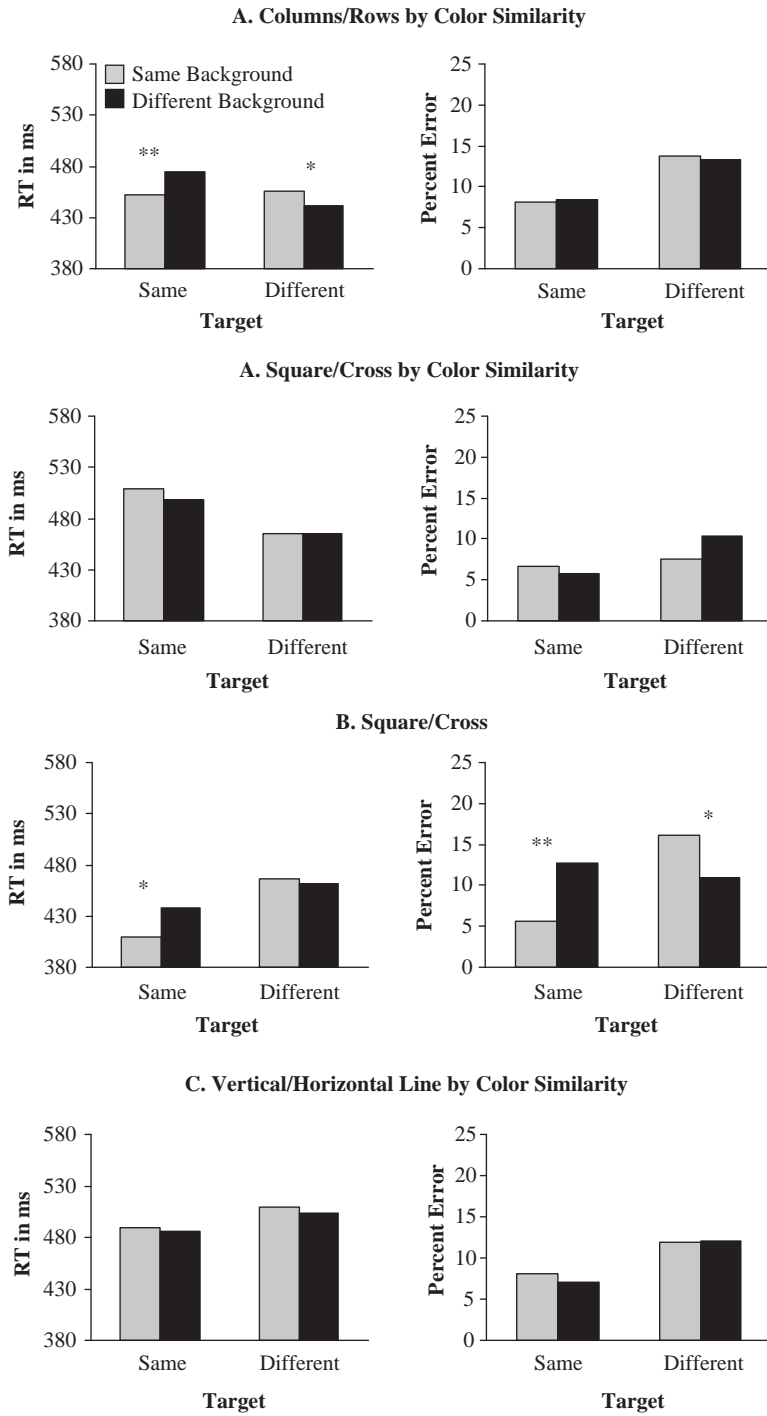 A. Columns/Rows by Color Similarity
580
530
480
430
380
RT in ms
Same Background
Different Background
**
*
Same Different
Target
25
20
15
10
5
0
Percent Error
Same Different
Target
A. Square/Cross by Color Similarity
580
530
480
430
380
RT in ms
Same Different
Target
25
20
15
10
5
0
Percent Error
Same Different
Target
B. Square/Cross
580
530
480
430
380
RT in ms
*
Same Different
Target
25
20
15
10
5
0
Percent Error
**
*
Same Different
Target
C. Vertical/Horizontal Line by Color Similarity
580
530
480
430
380
RT in ms
Same Different
Target
25
20
15
10
5
0
Percent Error
Same Different
Target